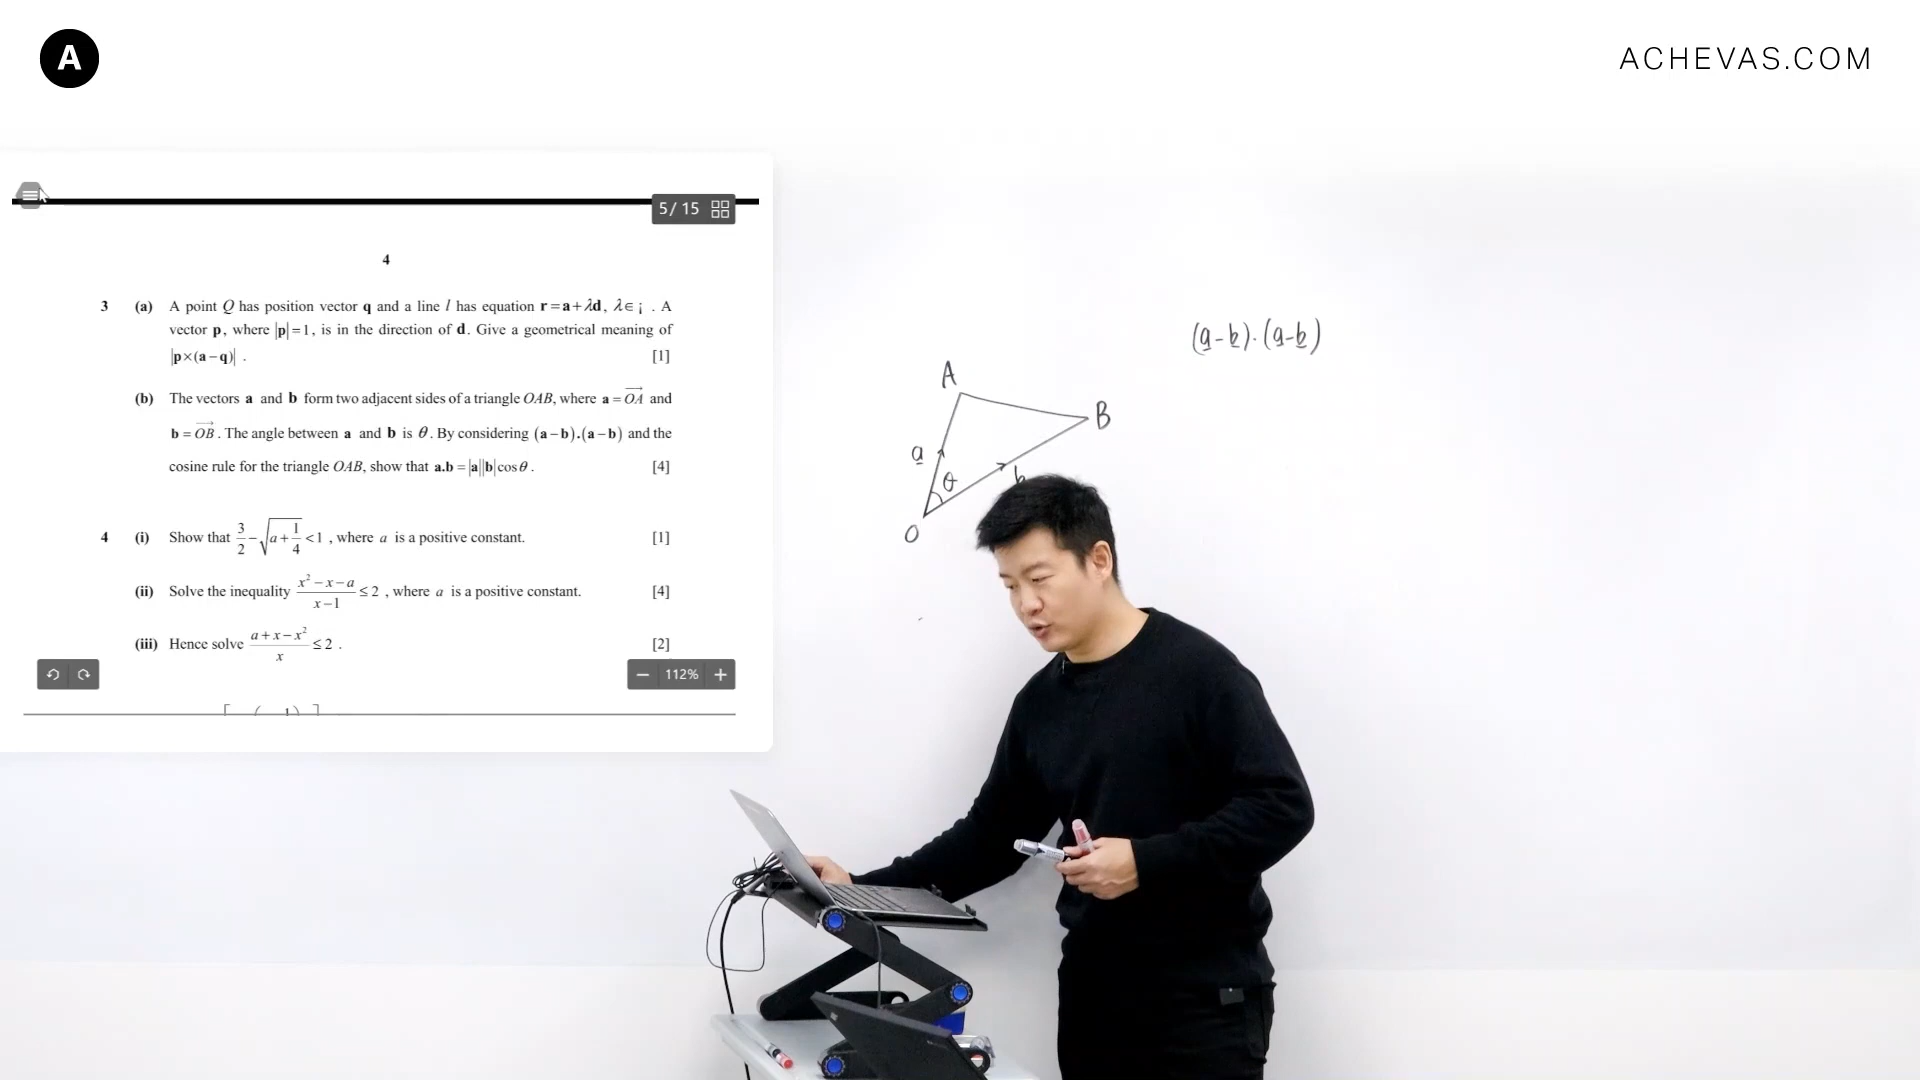 A
ACHEVAS.COM
5/ 15
4
3 (a) A point Q has position vector q and a line l has equation r=a+λd, λ∈¡ . A
vector p, where |p|=1, is in the direction of d. Give a geometrical meaning of
|p×(a−q)| . [1]
(b) The vectors a and b form two adjacent sides of a triangle OAB, where a=OA→ and
b=OB→. The angle between a and b is θ. By considering (a−b).(a−b) and the
cosine rule for the triangle OAB, show that a.b=|a||b|cosθ. [4]
4 (i) Show that 3/2−√(a+1/4)<1 , where a is a positive constant. [1]
(ii) Solve the inequality (x²−x−a)/(x−1)≤2 , where a is a positive constant. [4]
(iii) Hence solve (a+x−x²)/x≤2 . [2]
112%
(a-b).(a-b)
A
B
a
θ
b
O